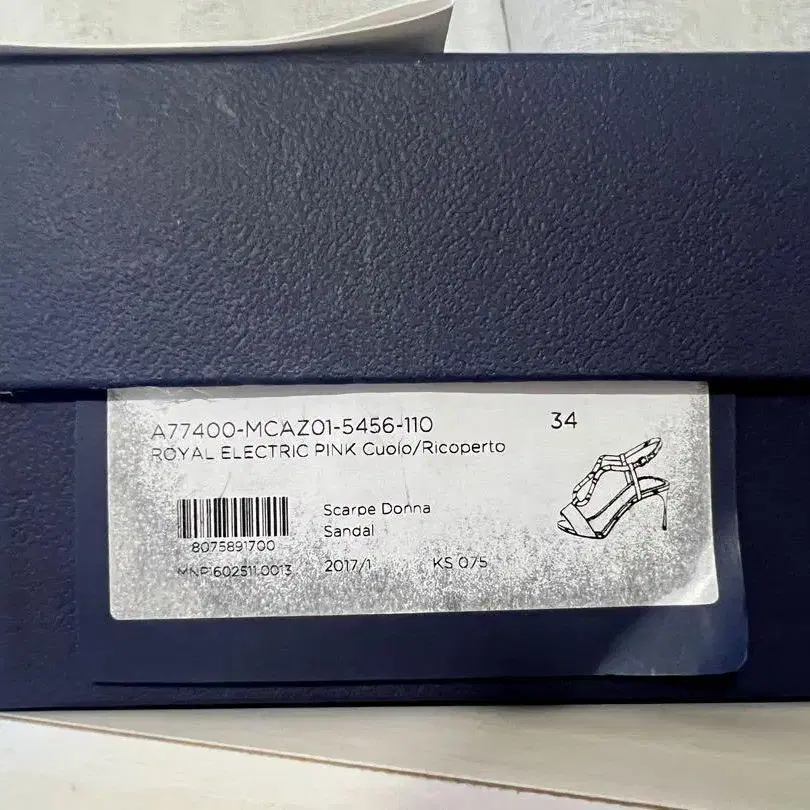 A77400-MCAZ01-5456-110 34
ROYAL ELECTRIC PINK Cuoio/Ricoperto
Scarpe Donna
Sandal
8075891700
MNP1602511.0013 2017/1 KS 075